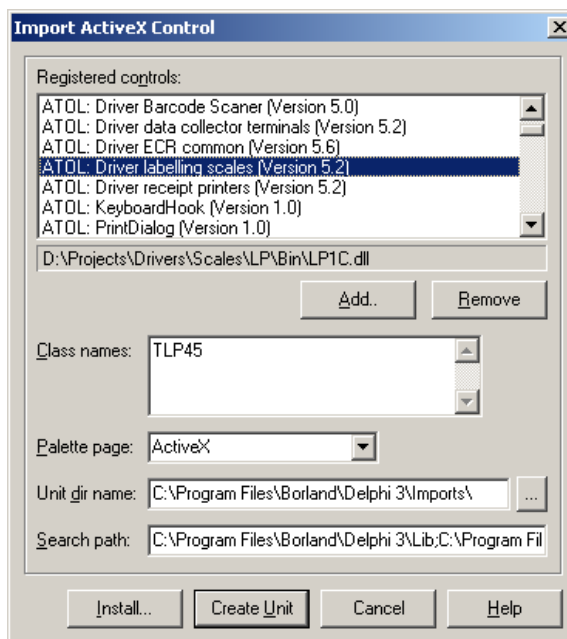 Import ActiveX Control
Registered controls:
ATOL: Driver Barcode Scaner (Version 5.0)
ATOL: Driver data collector terminals (Version 5.2)
ATOL: Driver ECR common (Version 5.6)
ATOL: Driver labelling scales (Version 5.2)
ATOL: Driver receipt printers (Version 5.2)
ATOL: KeyboardHook (Version 1.0)
ATOL: PrintDialog (Version 1.0)
D:\Projects\Drivers\Scales\LP\Bin\LP1C.dll
Add.. Remove
Class names: TLP45
Palette page: ActiveX
Unit dir name: C:\Program Files\Borland\Delphi 3\Imports\ ...
Search path: C:\Program Files\Borland\Delphi 3\Lib;C:\Program Fil
Install... Create Unit Cancel Help